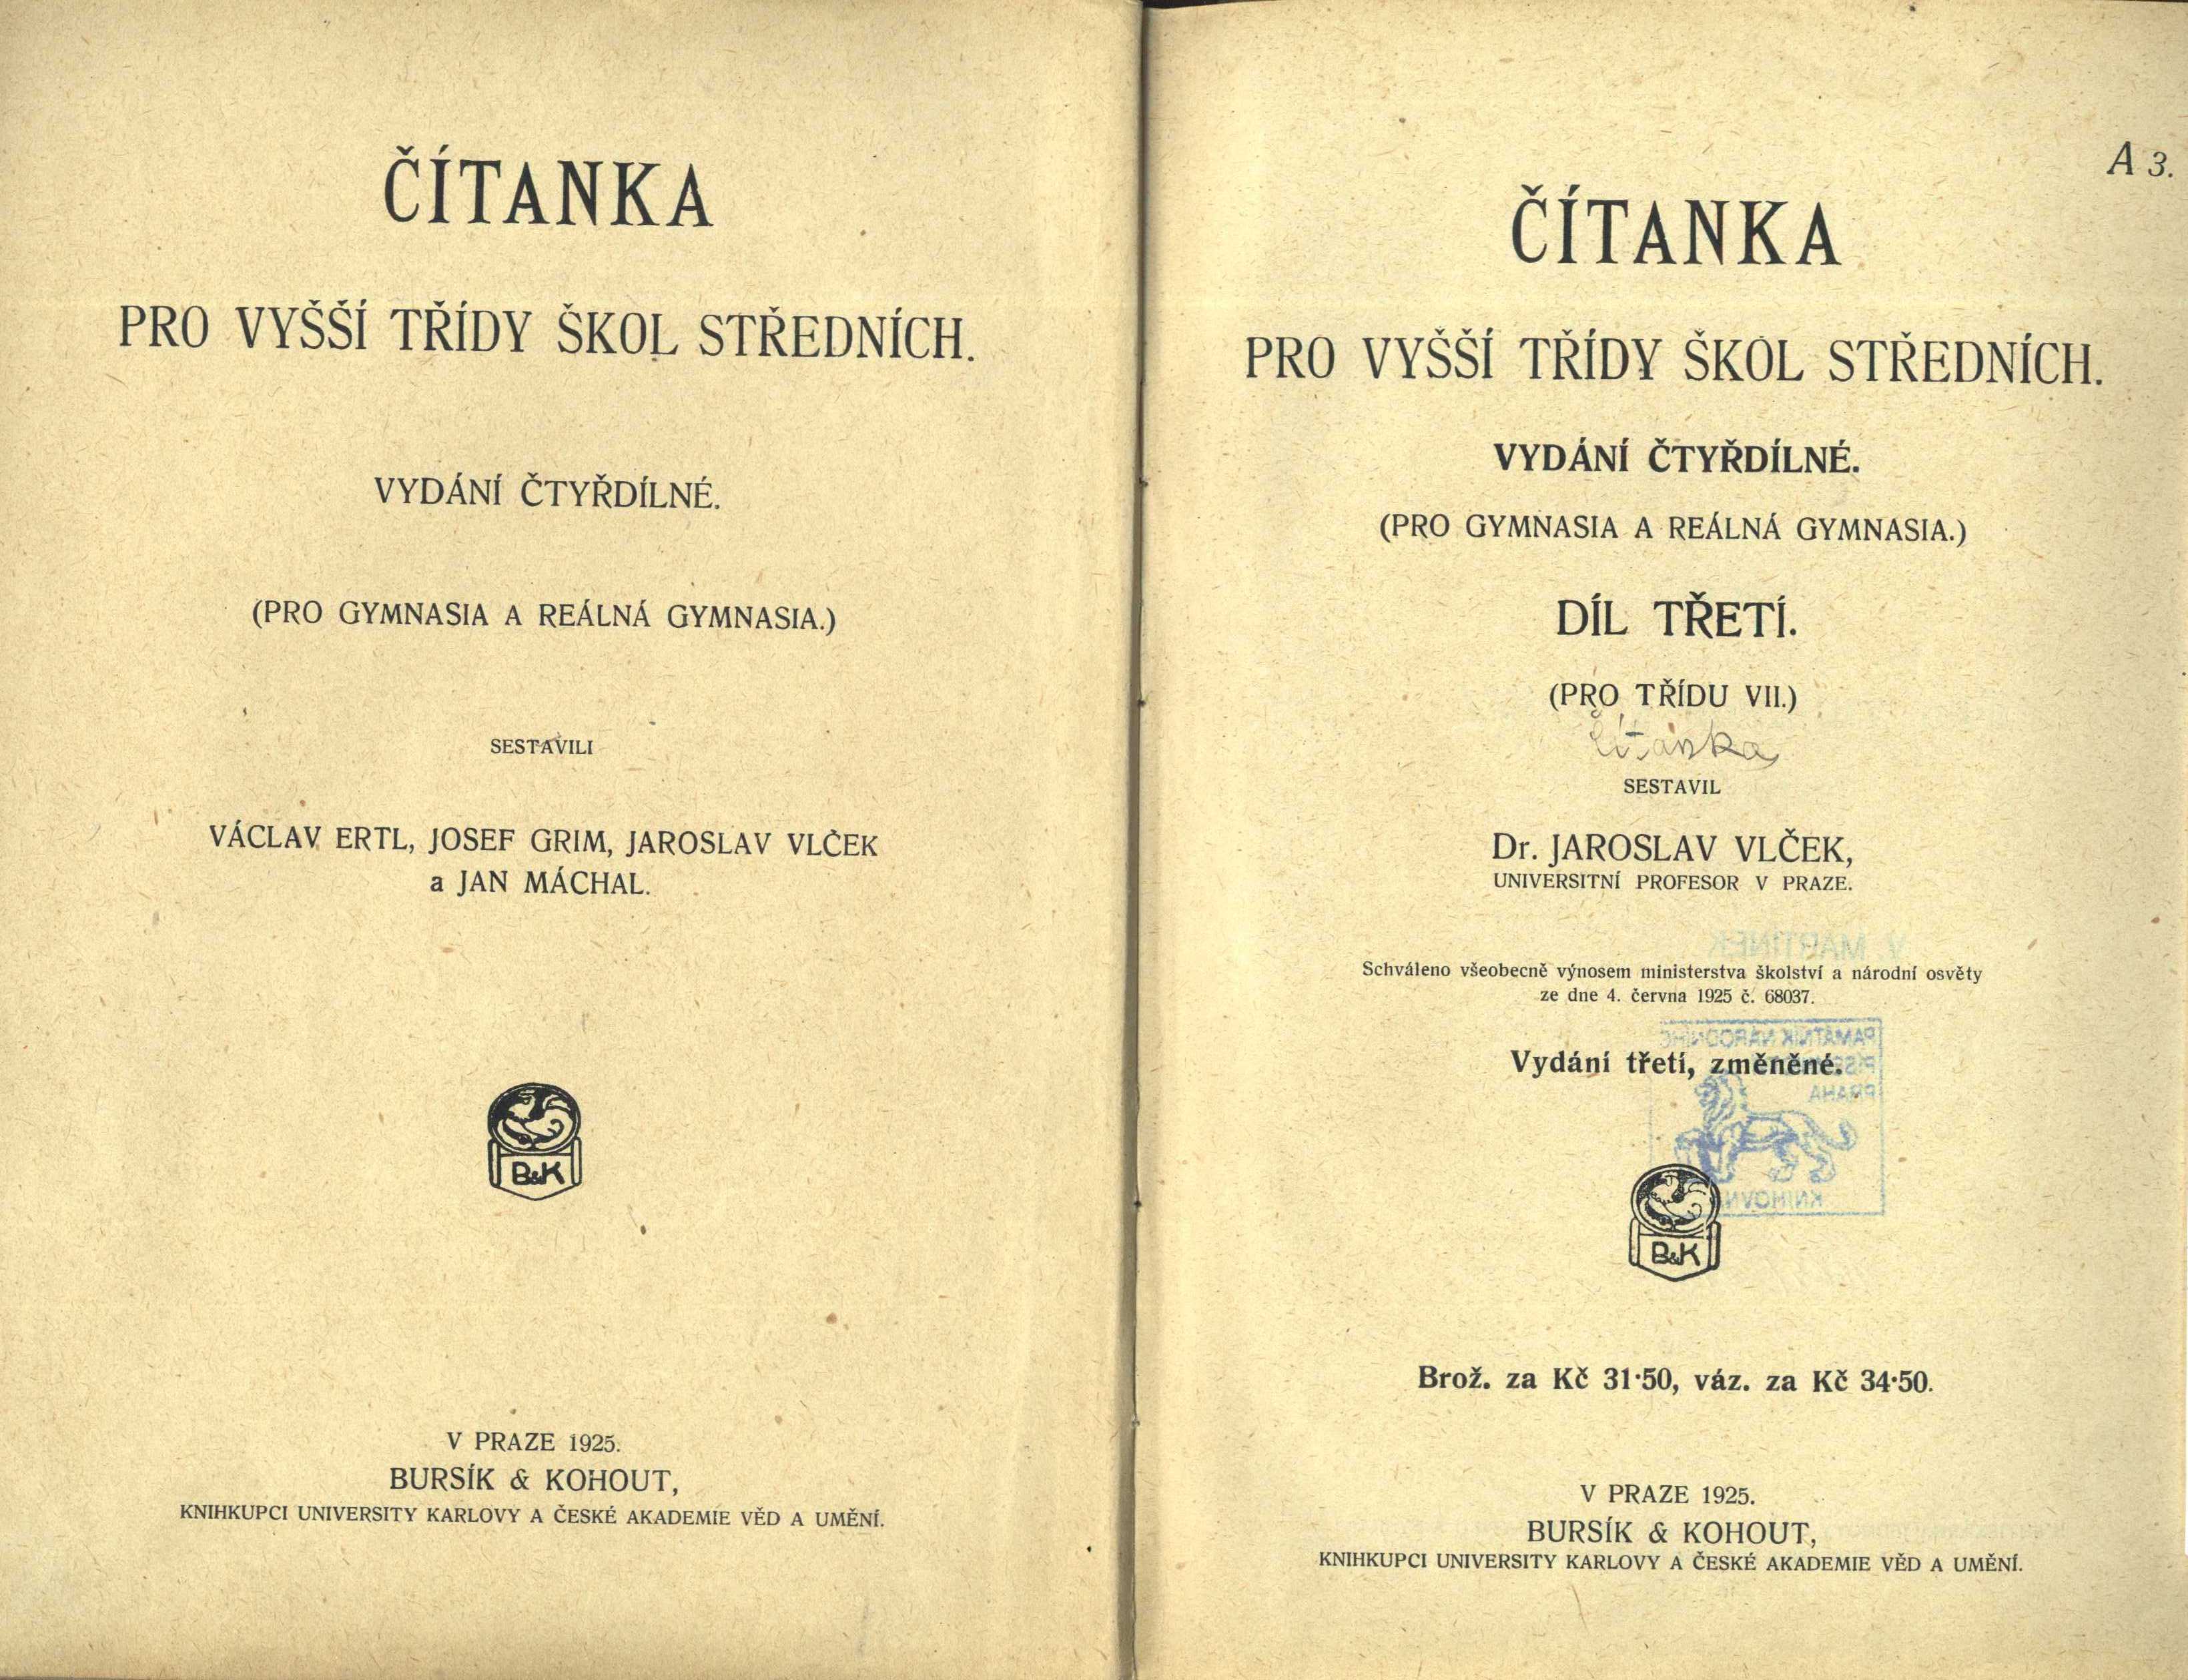 ČÍTANKA
PRO VYŠŠÍ TŘÍDY ŠKOL STŘEDNÍCH.
VYDÁNÍ ČTYŘDÍLNÉ.
(PRO GYMNASIA A REÁLNÁ GYMNASIA.)
SESTAVILI
VÁCLAV ERTL, JOSEF GRIM, JAROSLAV VLČEK
a JAN MÁCHAL.
B&K
V PRAZE 1925.
BURSÍK & KOHOUT,
KNIHKUPCI UNIVERSITY KARLOVY A ČESKÉ AKADEMIE VĚD A UMĚNÍ.
A 3.
ČÍTANKA
PRO VYŠŠÍ TŘÍDY ŠKOL STŘEDNÍCH.
VYDÁNÍ ČTYŘDÍLNÉ.
(PRO GYMNASIA A REÁLNÁ GYMNASIA.)
DÍL TŘETÍ.
(PRO TŘÍDU VII.)
čítanka
SESTAVIL
Dr. JAROSLAV VLČEK,
UNIVERSITNÍ PROFESOR V PRAZE.
V MARTINEK
Schváleno všeobecně výnosem ministerstva školství a národní osvěty
ze dne 4. června 1925 č. 68037.
PAMÁTNÍK NÁRODNÍHO
Vydání třetí, změněné.
PRAHA
KNIHOVNA
B&K
Brož. za Kč 31·50, váz. za Kč 34·50.
V PRAZE 1925.
BURSÍK & KOHOUT,
KNIHKUPCI UNIVERSITY KARLOVY A ČESKÉ AKADEMIE VĚD A UMĚNÍ.